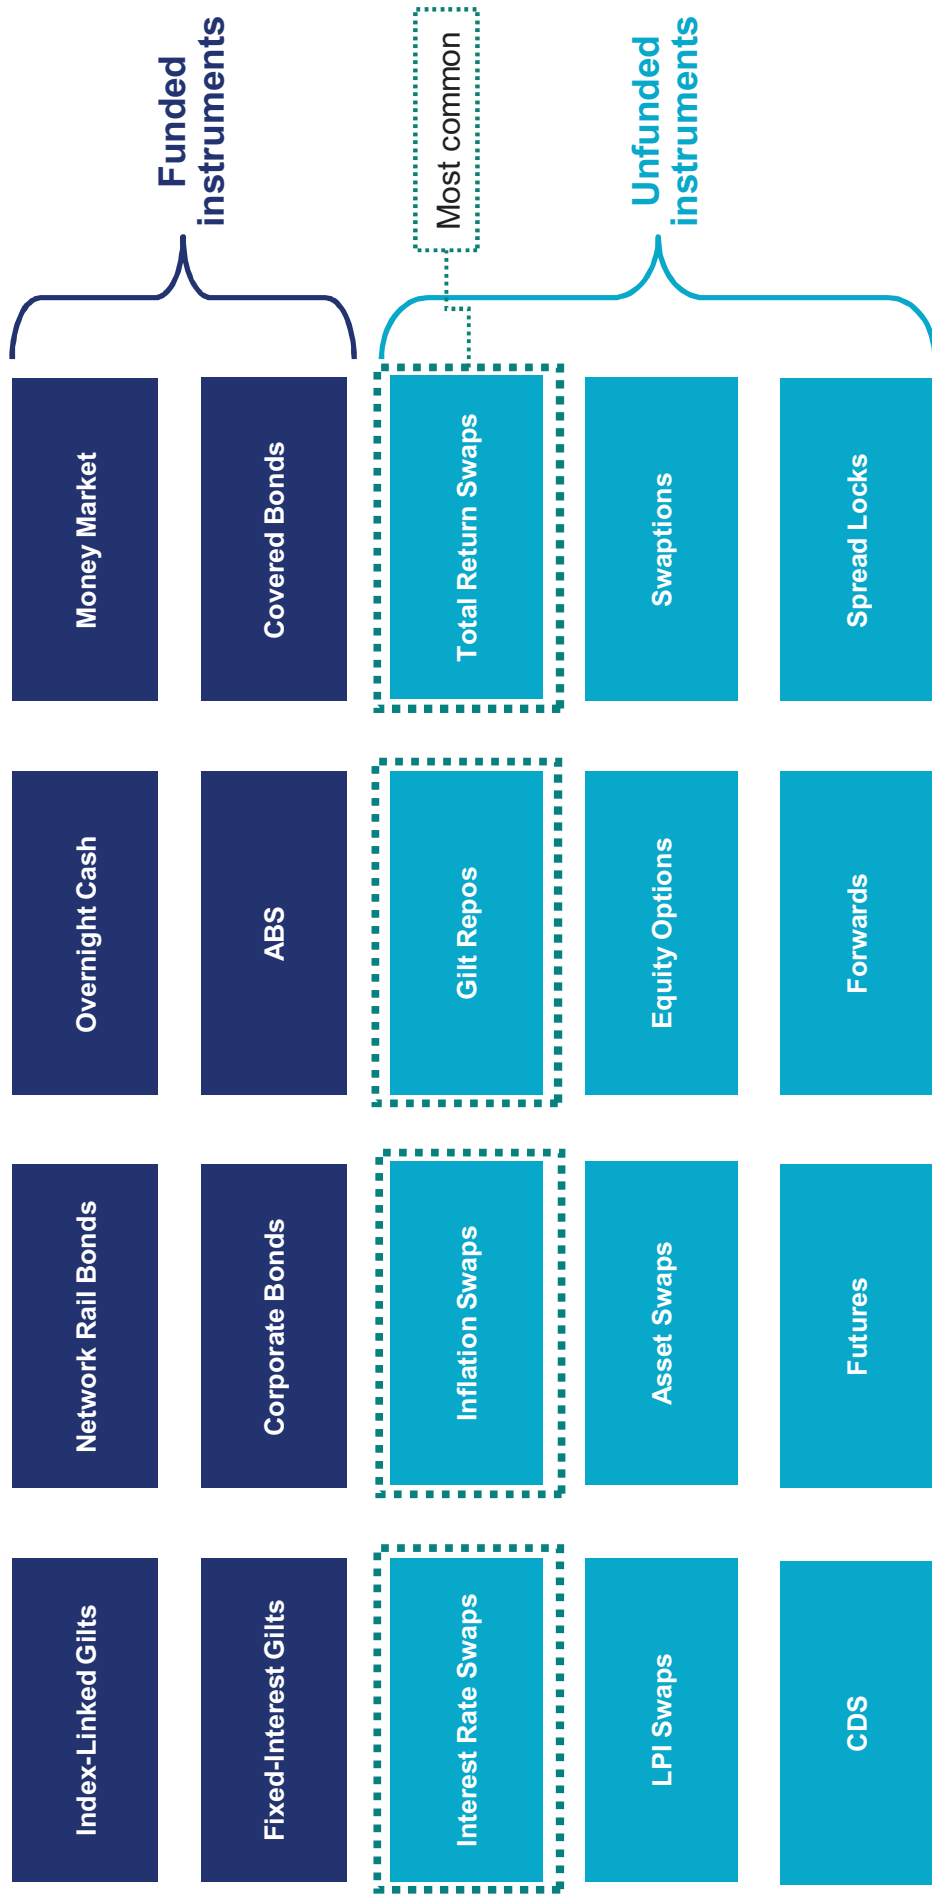 Index-Linked Gilts
Network Rail Bonds
Overnight Cash
Money Market
Funded
instruments
Fixed-Interest Gilts
Corporate Bonds
ABS
Covered Bonds
Most common
Interest Rate Swaps
Inflation Swaps
Gilt Repos
Total Return Swaps
LPI Swaps
Asset Swaps
Equity Options
Swaptions
Unfunded
instruments
CDS
Futures
Forwards
Spread Locks